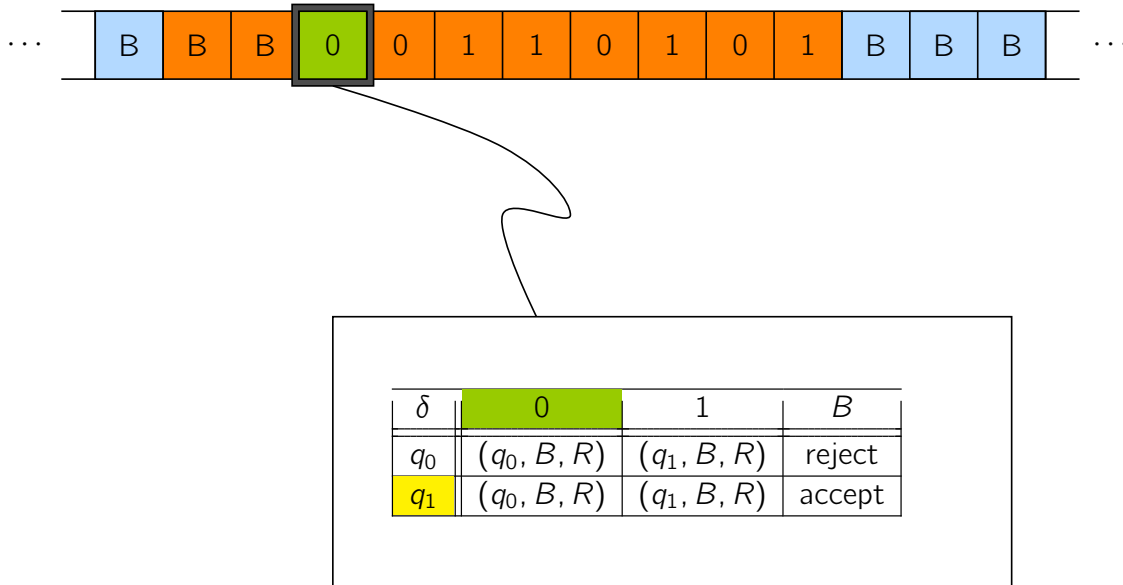 ··· B B B 0 0 1 1 0 1 0 1 B B B ···
δ 0 1 B
q₀ (q₀, B, R) (q₁, B, R) reject
q₁ (q₀, B, R) (q₁, B, R) accept